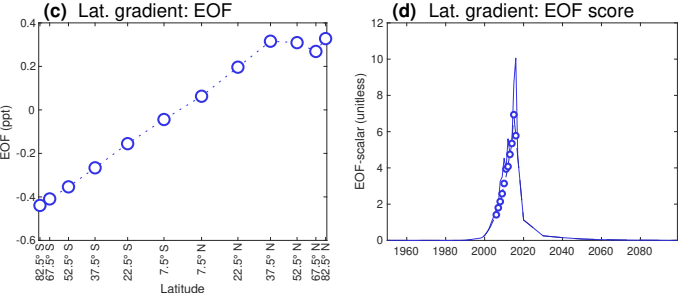 (c) Lat. gradient: EOF
EOF (ppt)
0.4
0.2
0
-0.2
-0.4
-0.6
82.5° S
67.5° S
52.5° S
37.5° S
22.5° S
7.5° S
7.5° N
22.5° N
37.5° N
52.5° N
67.5° N
82.5° N
Latitude
(d) Lat. gradient: EOF score
EOF-scalar (unitless)
12
10
8
6
4
2
0
1960 1980 2000 2020 2040 2060 2080